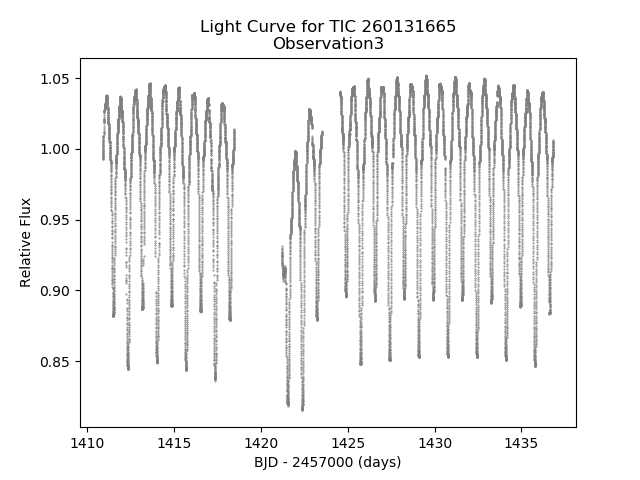 Light Curve for TIC 260131665
Observation3
Relative Flux
1.05
1.00
0.95
0.90
0.85
1410 1415 1420 1425 1430 1435
BJD - 2457000 (days)